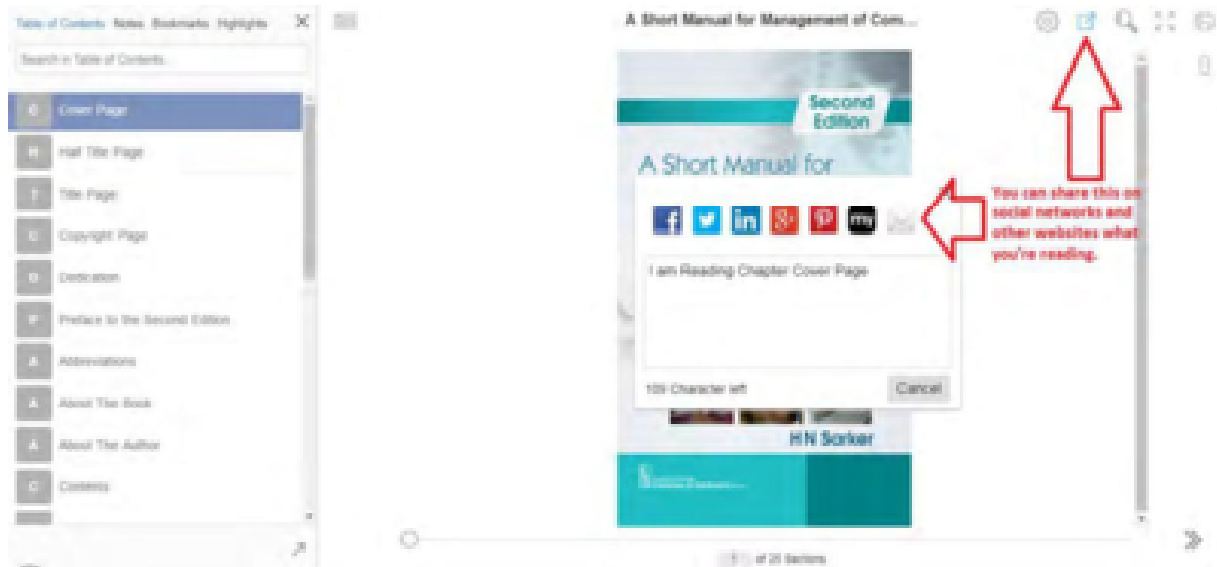 Table of Contents Notes Bookmarks Highlights
Search in Table of Contents...
C Cover Page
H Half Title Page
T Title Page
C Copyright Page
D Dedication
P Preface to the Second Edition
A Abbreviations
A About The Book
A About The Author
C Contents
A Short Manual for Management of Com...
Second
Edition
A Short Manual for
my
I am Reading Chapter Cover Page
109 Character left
Cancel
HN Sarker
of 25 Sections
You can share this on
social networks and
other websites what
you're reading.